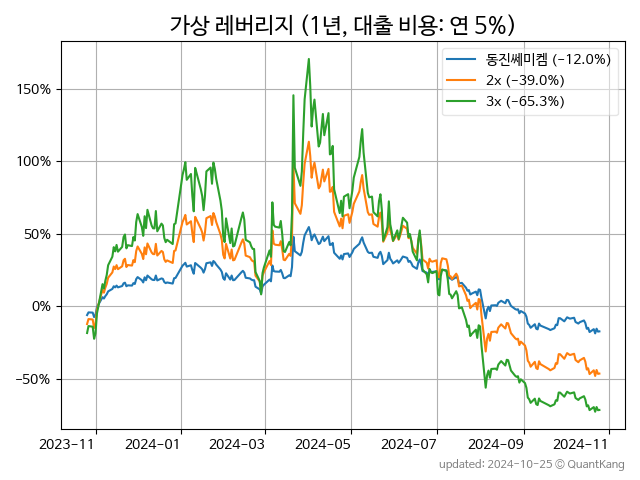 가상 레버리지 (1년, 대출 비용: 연 5%)
동진쎄미켐 (-12.0%)
2x (-39.0%)
3x (-65.3%)
150%
100%
50%
0%
-50%
2023-11
2024-01
2024-03
2024-05
2024-07
2024-09
2024-11
updated: 2024-10-25 © QuantKang